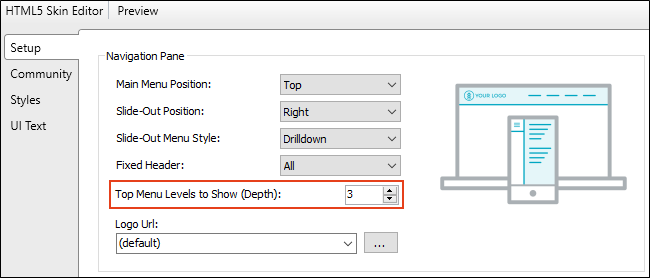 HTML5 Skin Editor Preview
Setup
Community
Styles
UI Text
Navigation Pane
Main Menu Position: Top
Slide-Out Position: Right
Slide-Out Menu Style: Drilldown
Fixed Header: All
Top Menu Levels to Show (Depth): 3
Logo Url:
(default)
...
YOUR LOGO